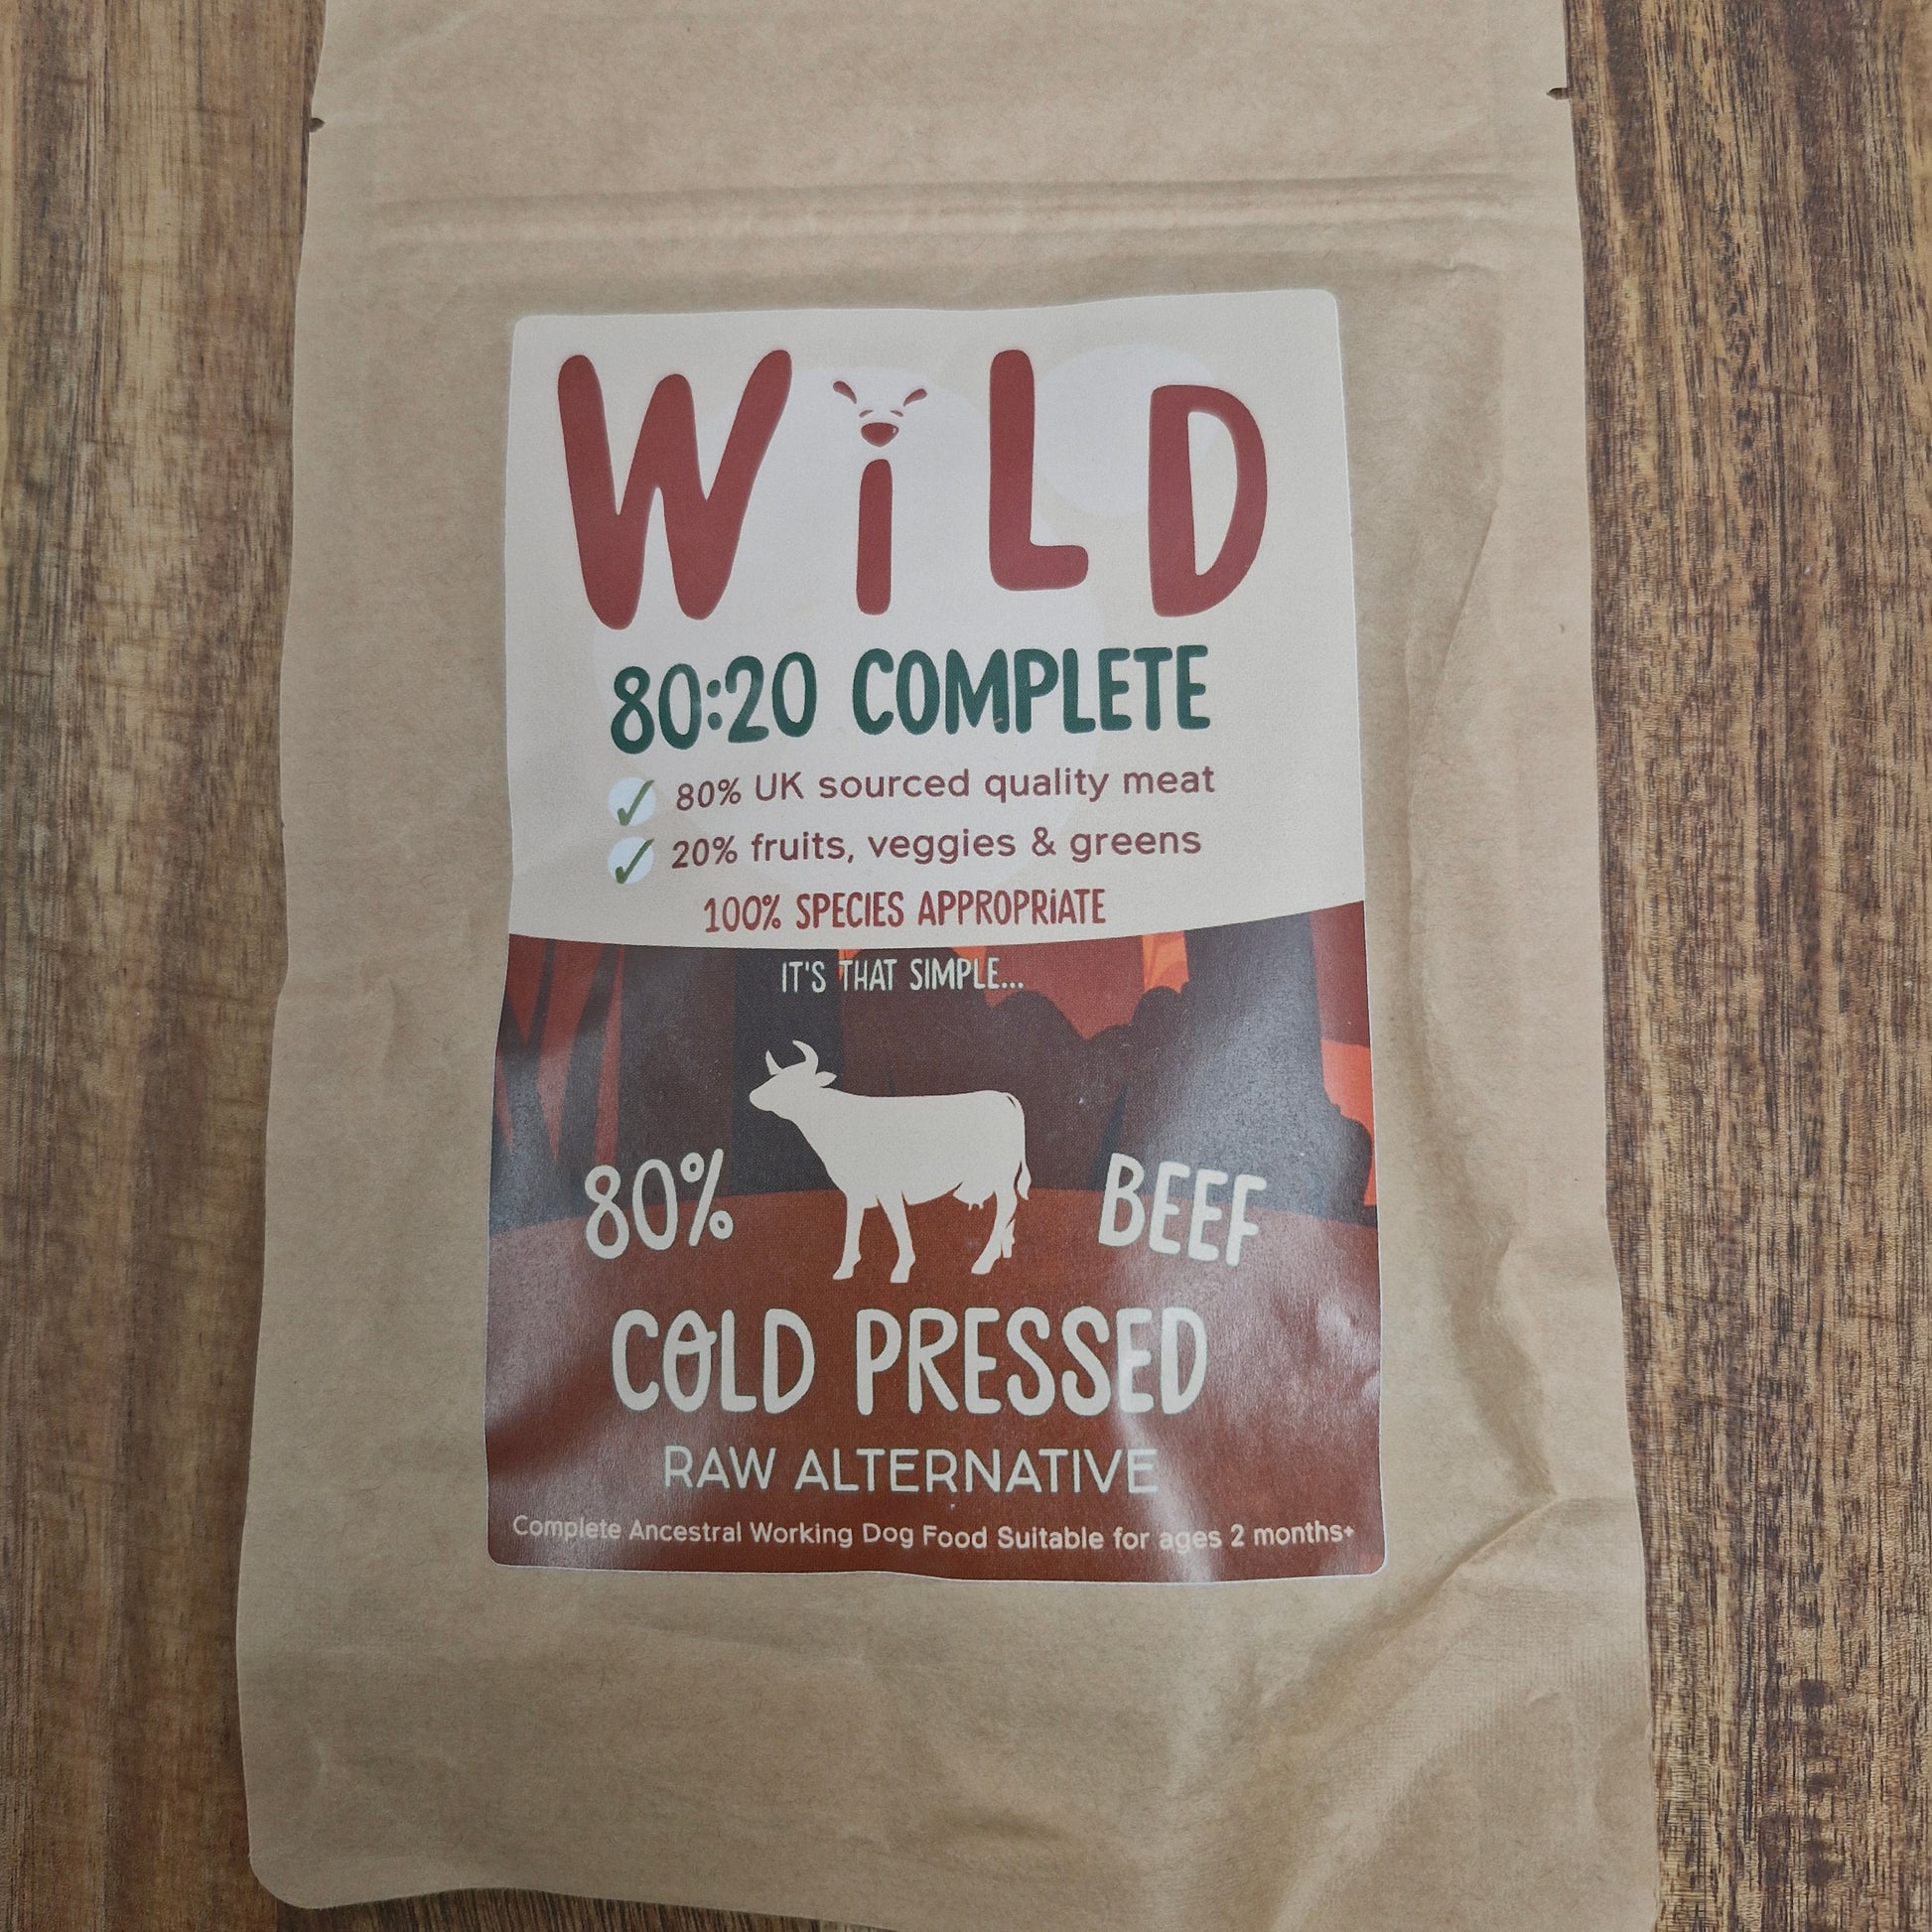 WiLD
80:20 COMPLETE
80% UK sourced quality meat
20% fruits, veggies & greens
100% SPECIES APPROPRiATE
IT'S THAT SIMPLE...
80% BEEF
COLD PRESSED
RAW ALTERNATIVE
Complete Ancestral Working Dog Food Suitable for ages 2 months+